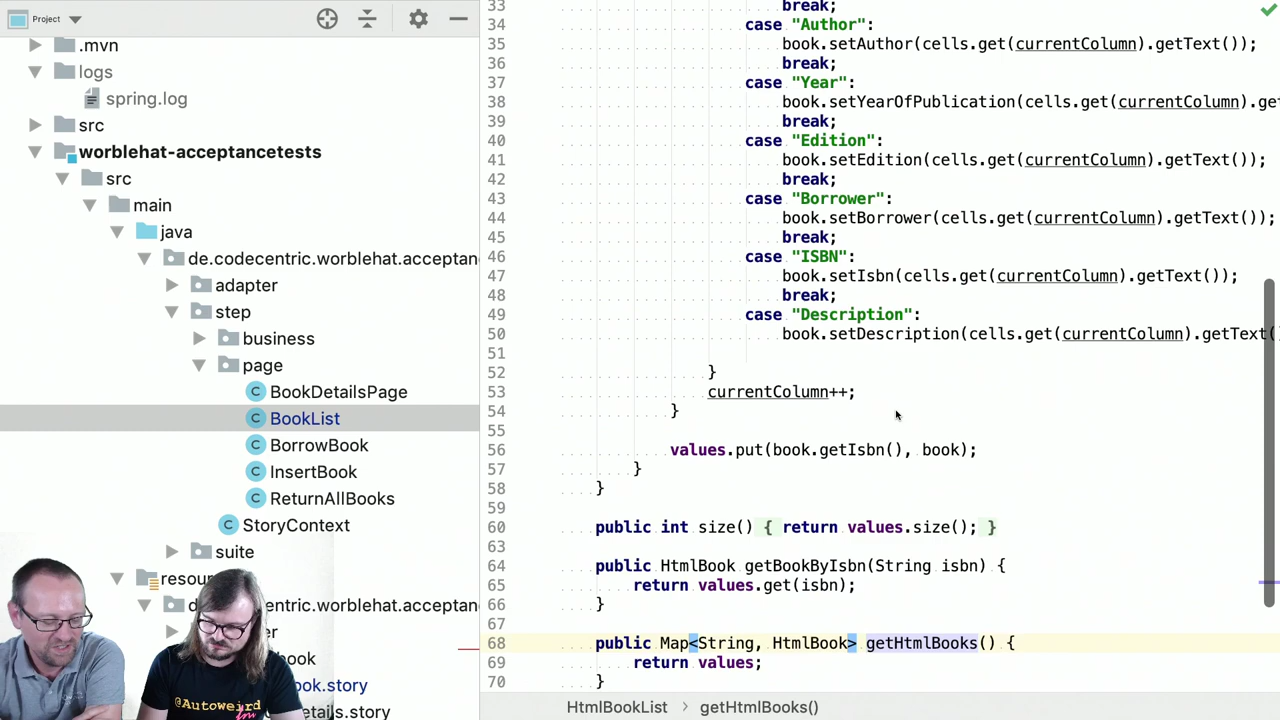 Project
.mvn
logs
spring.log
src
worblehat-acceptancetests
src
main
java
de.codecentric.worblehat.acceptan
adapter
step
business
page
BookDetailsPage
BookList
BorrowBook
InsertBook
ReturnAllBooks
StoryContext
suite
resour
de.codecentric.worblehat.acceptan
er
ook
ook.story
etails.story
@Autoweird
33 break;
34 case "Author":
35 book.setAuthor(cells.get(currentColumn).getText());
36 break;
37 case "Year":
38 book.setYearOfPublication(cells.get(currentColumn).ge
39 break;
40 case "Edition":
41 book.setEdition(cells.get(currentColumn).getText());
42 break;
43 case "Borrower":
44 book.setBorrower(cells.get(currentColumn).getText());
45 break;
46 case "ISBN":
47 book.setIsbn(cells.get(currentColumn).getText());
48 break;
49 case "Description":
50 book.setDescription(cells.get(currentColumn).getText(
51
52 }
53 currentColumn++;
54 }
55
56 values.put(book.getIsbn(), book);
57 }
58 }
59
60 public int size() { return values.size(); }
63
64 public HtmlBook getBookByIsbn(String isbn) {
65 return values.get(isbn);
66 }
67
68 public Map<String, HtmlBook> getHtmlBooks() {
69 return values;
70 }
HtmlBookList > getHtmlBooks()